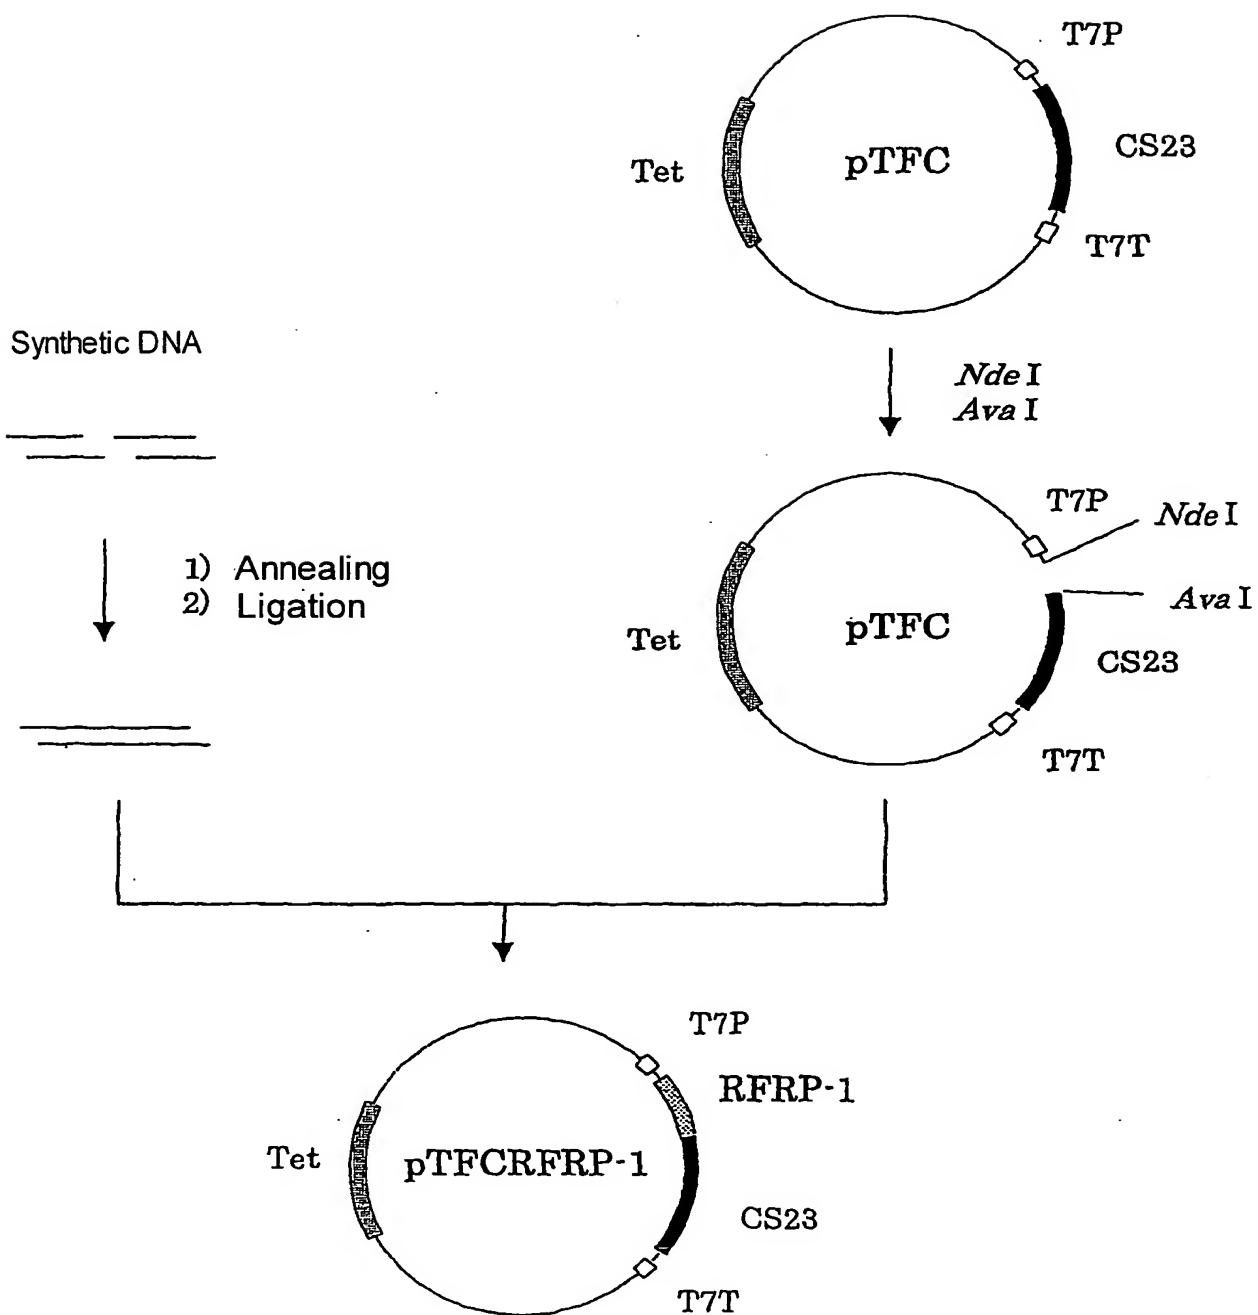 T7P
CS23
pTFC
Tet
T7T
Synthetic DNA
Nde I
Ava I
1) Annealing
2) Ligation
T7P
Nde I
Ava I
pTFC
Tet
CS23
T7T
T7P
RFRP-1
Tet
pTFCRFRP-1
CS23
T7T